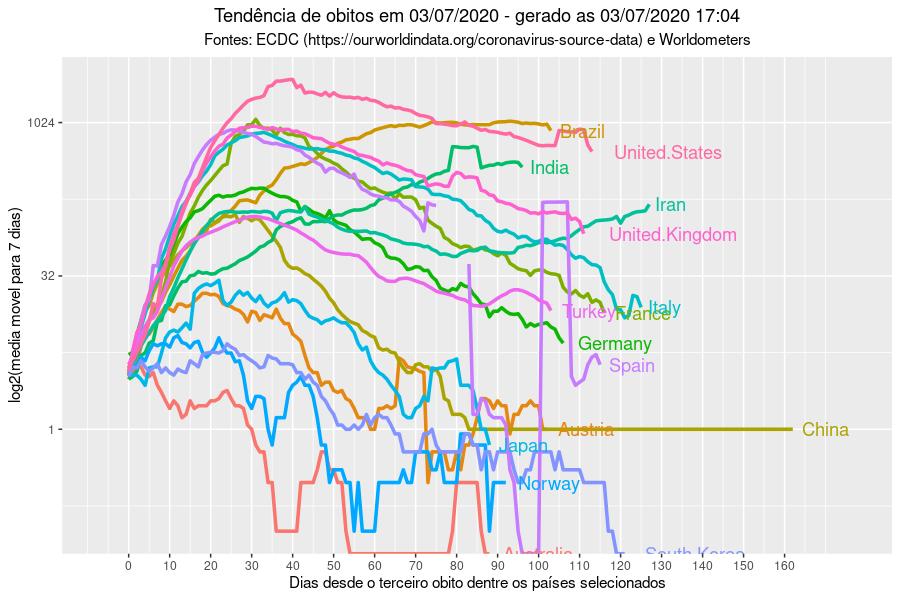 Tendência de obitos em 03/07/2020 - gerado as 03/07/2020 17:04
Fontes: ECDC (https://ourworldindata.org/coronavirus-source-data) e Worldometers
log2(media movel para 7 dias)
1024
32
1
Brazil
United.States
India
Iran
United.Kingdom
Italy
Turkey
France
Germany
Spain
Austria
China
Japan
Norway
Australia
South.Korea
0 10 20 30 40 50 60 70 80 90 100 110 120 130 140 150 160
Dias desde o terceiro obito dentre os países selecionados